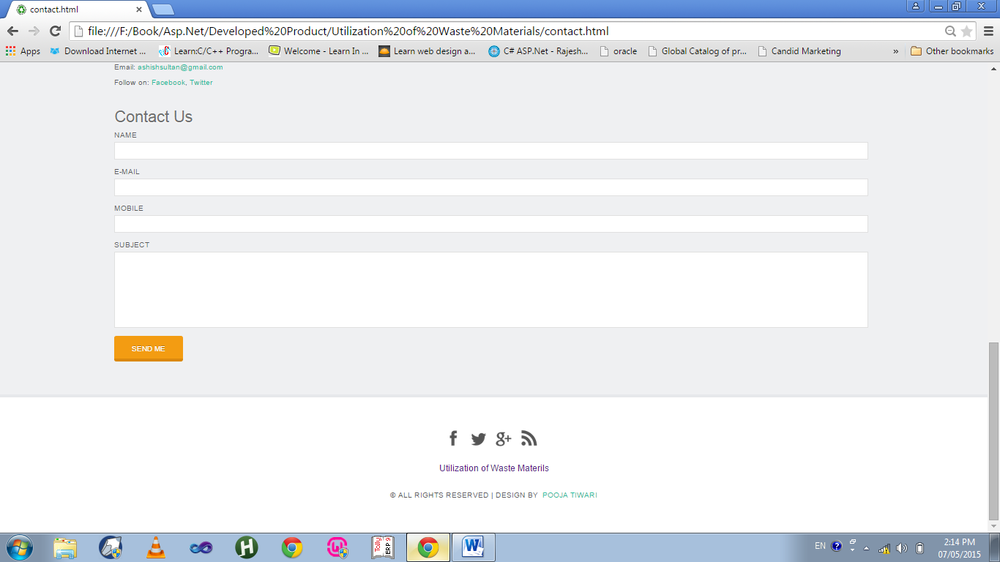 contact.html
file:///F:/Book/Asp.Net/Developed%20Product/Utilization%20of%20Waste%20Materials/contact.html
Apps Download Internet ... Learn:C/C++ Progra... Welcome - Learn In ... Learn web design a... C# ASP.Net - Rajesh... oracle Global Catalog of pr... Candid Marketing » Other bookmarks
Email: ashishsultan@gmail.com
Follow on: Facebook, Twitter
Contact Us
NAME
E-MAIL
MOBILE
SUBJECT
SEND ME
Utilization of Waste Materils
© ALL RIGHTS RESERVED | DESIGN BY POOJA TIWARI
Tally ERP 9
EN
2:14 PM
07/05/2015